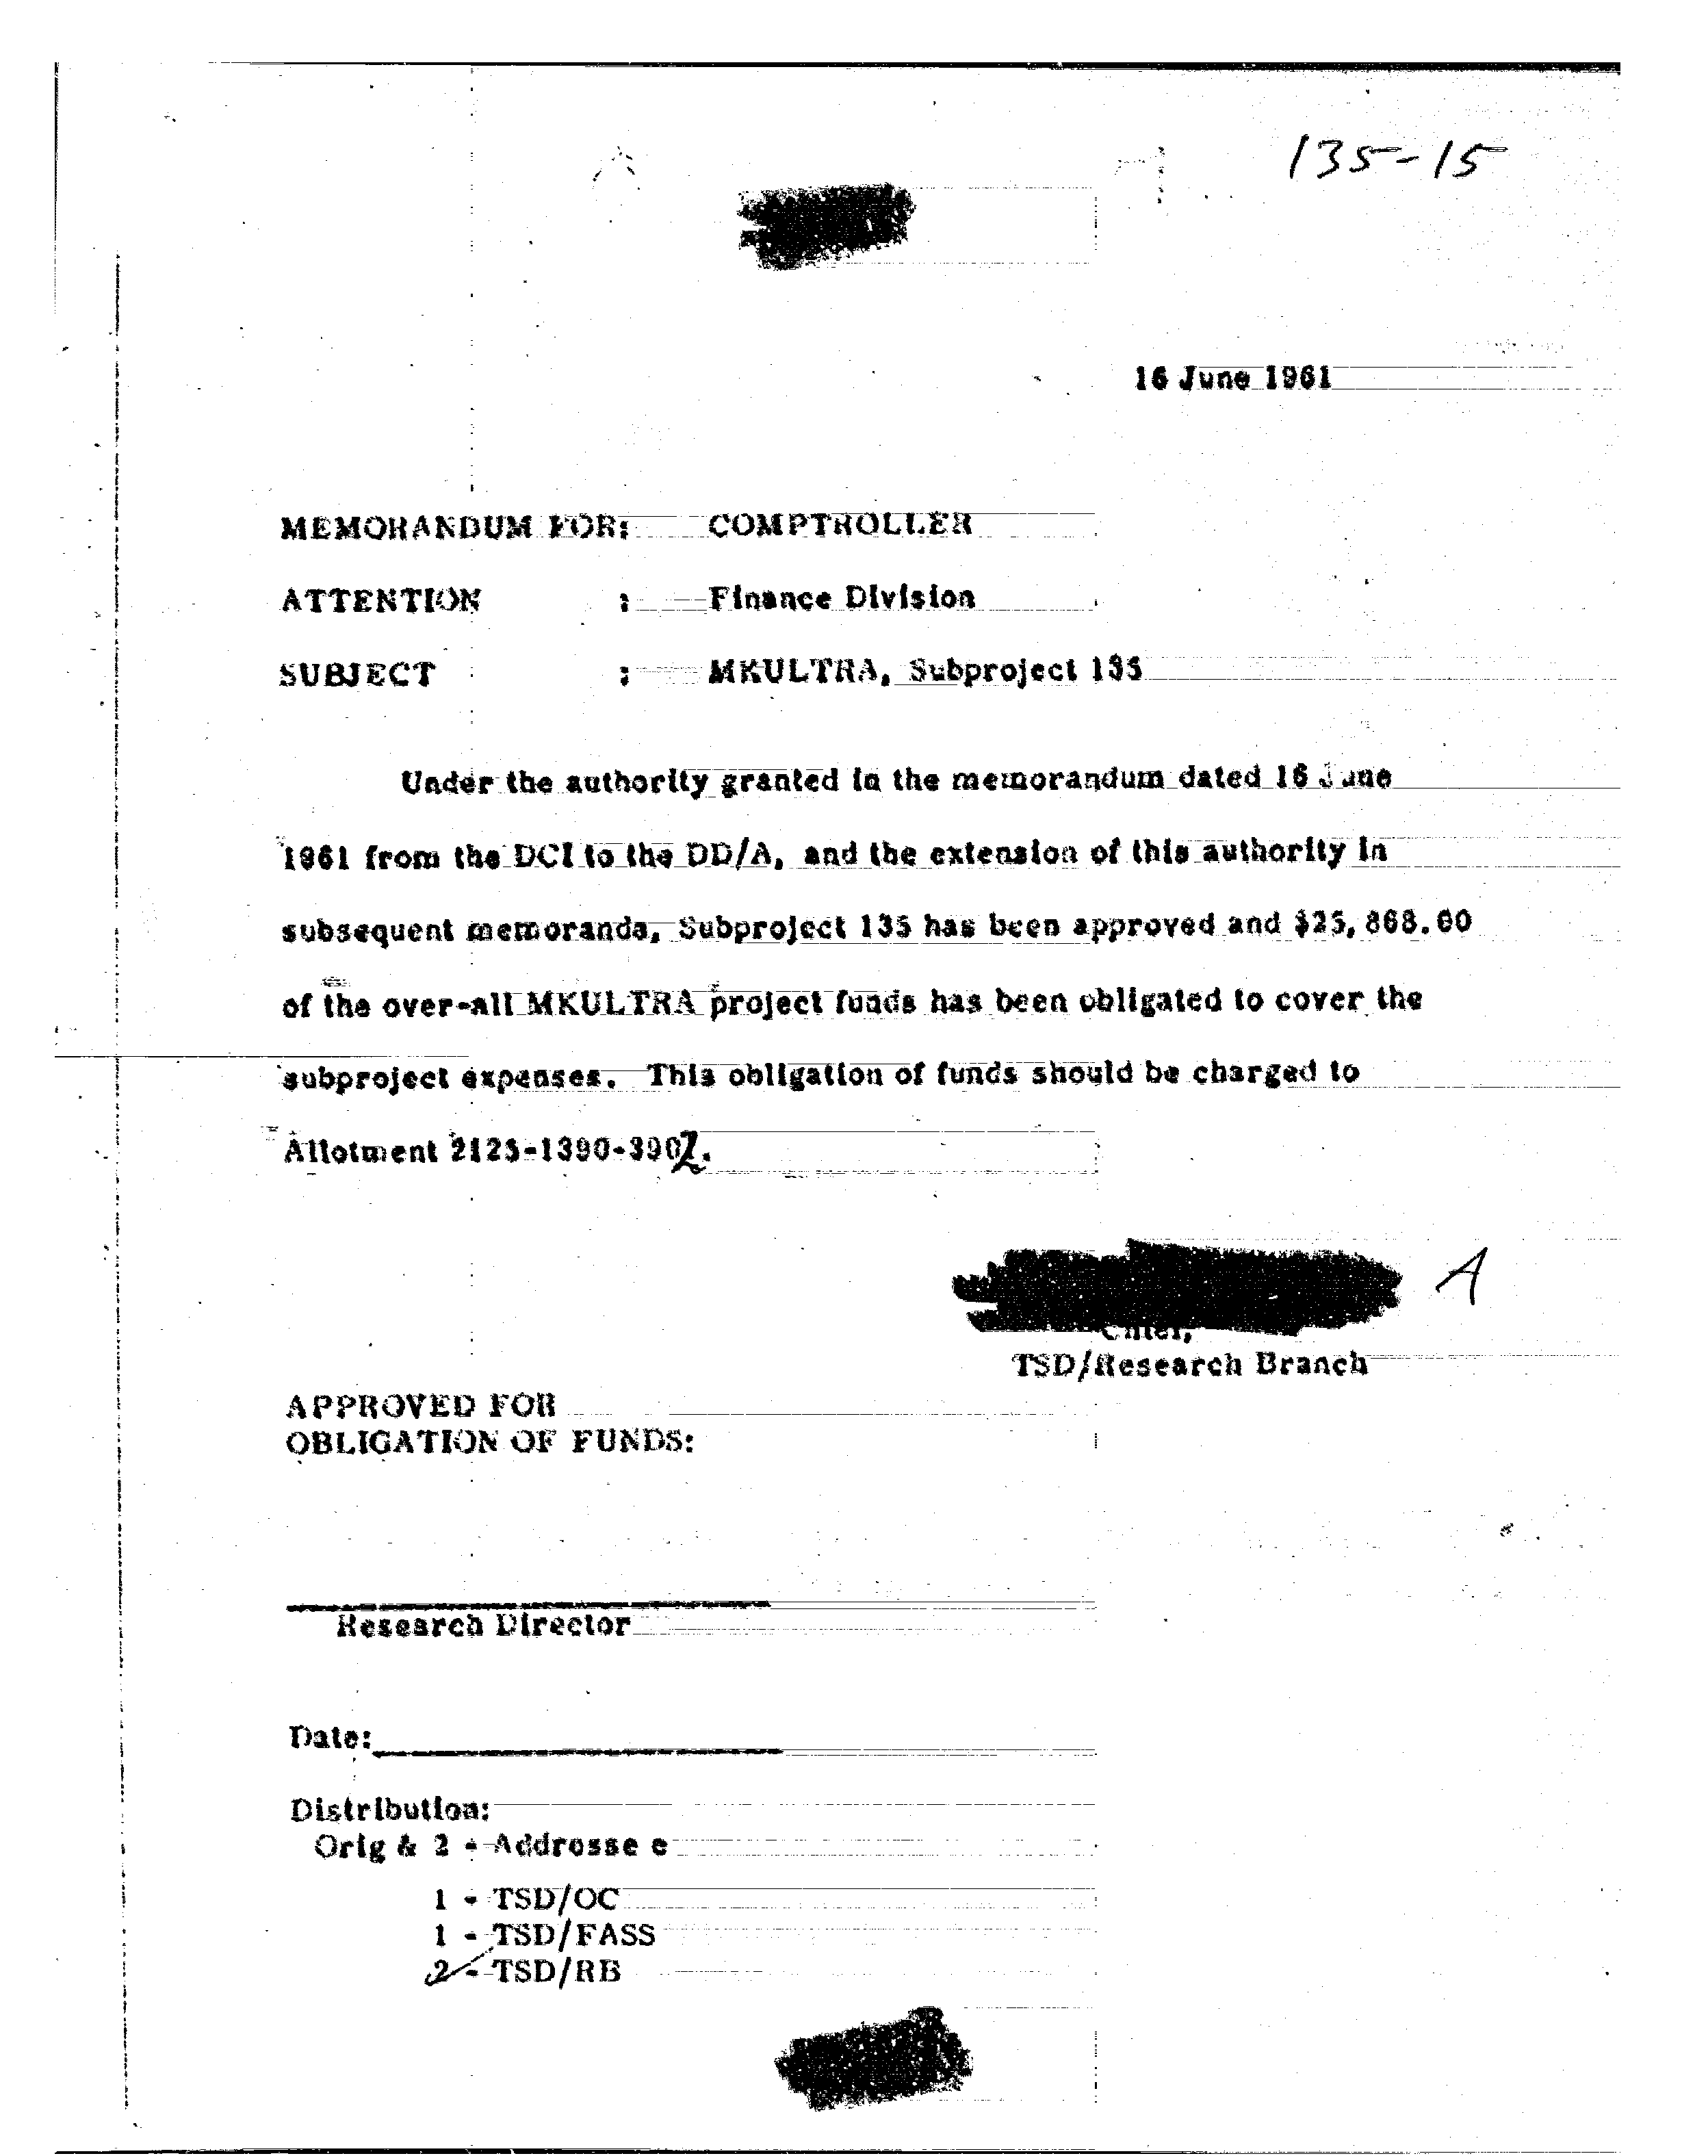 135-15
16 June 1961
MEMORANDUM FOR: COMPTROLLER
ATTENTION : Finance Division
SUBJECT : MKULTRA, Subproject 135
Under the authority granted in the memorandum dated 16 June
1961 from the DCI to the DD/A, and the extension of this authority in
subsequent memoranda, Subproject 135 has been approved and $25,868.60
of the over-all MKULTRA project funds has been obligated to cover the
subproject expenses. This obligation of funds should be charged to
Allotment 2125-1390-3902.
A
Chief,
TSD/Research Branch
APPROVED FOR
OBLIGATION OF FUNDS:
Research Director
Date:
Distribution:
Orig & 2 - Addresse e
1 - TSD/OC
1 - TSD/FASS
2 - TSD/RB